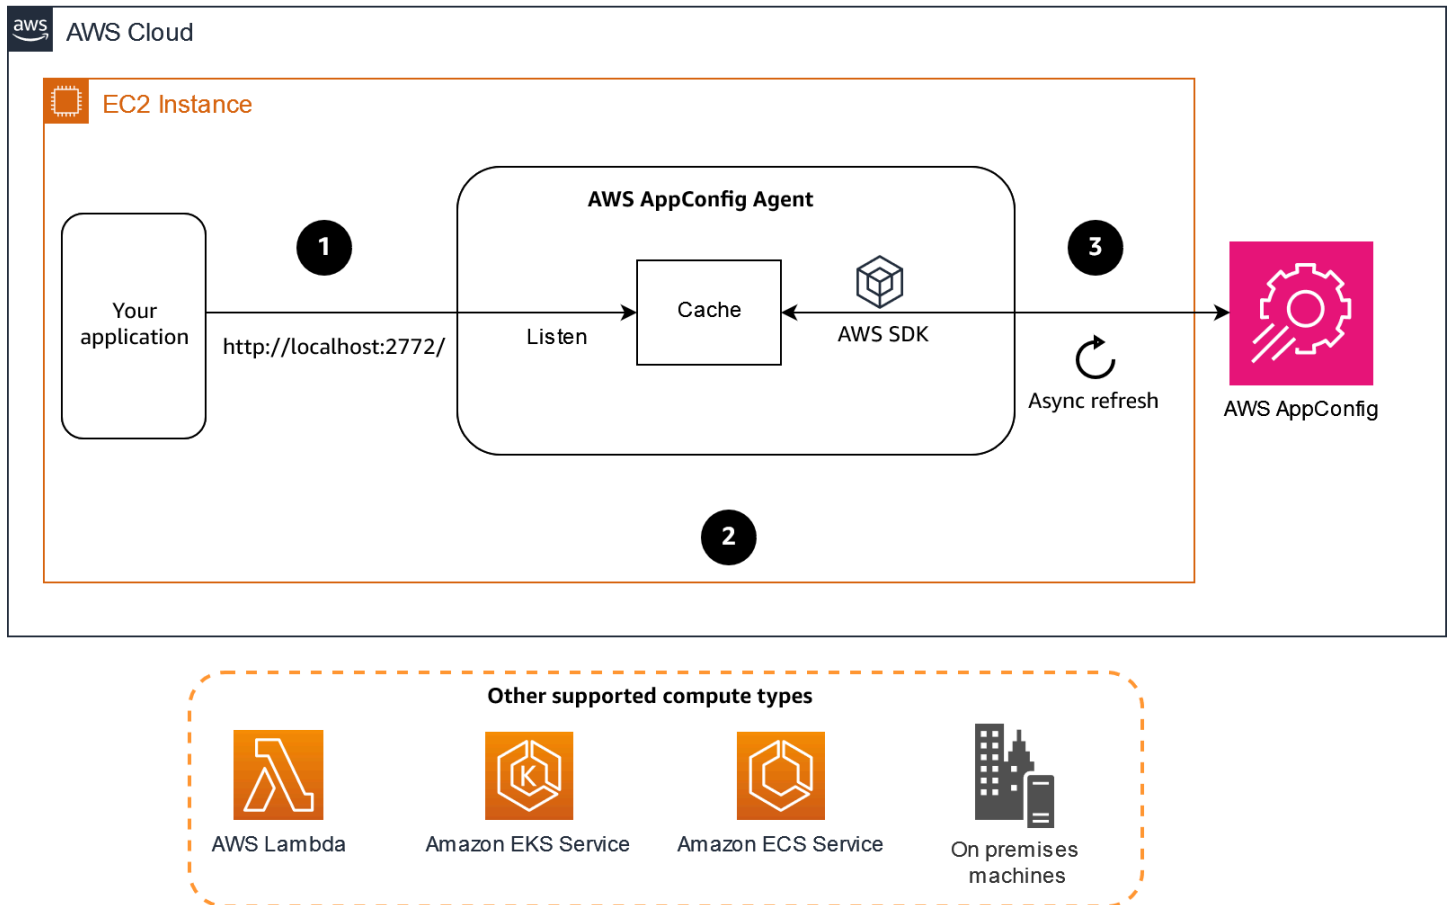 aws
AWS Cloud
EC2 Instance
AWS AppConfig Agent
1
3
Your
application
http://localhost:2772/
Listen
Cache
AWS SDK
Async refresh
AWS AppConfig
2
Other supported compute types
K
AWS Lambda
Amazon EKS Service
Amazon ECS Service
On premises
machines